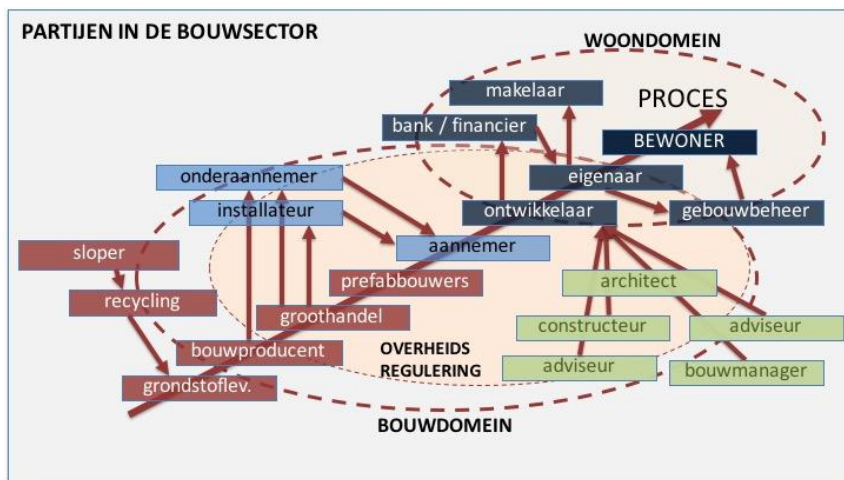 PARTIJEN IN DE BOUWSECTOR
WOONDOMEIN
makelaar
PROCES
bank / financier
BEWONER
onderaannemer
eigenaar
installateur
ontwikkelaar
gebouwbeheer
aannemer
sloper
prefabbouwers
architect
recycling
groothandel
constructeur
adviseur
bouwproducent
OVERHEIDS
REGULERING
adviseur
bouwmanager
grondstoflev.
BOUWDOMEIN